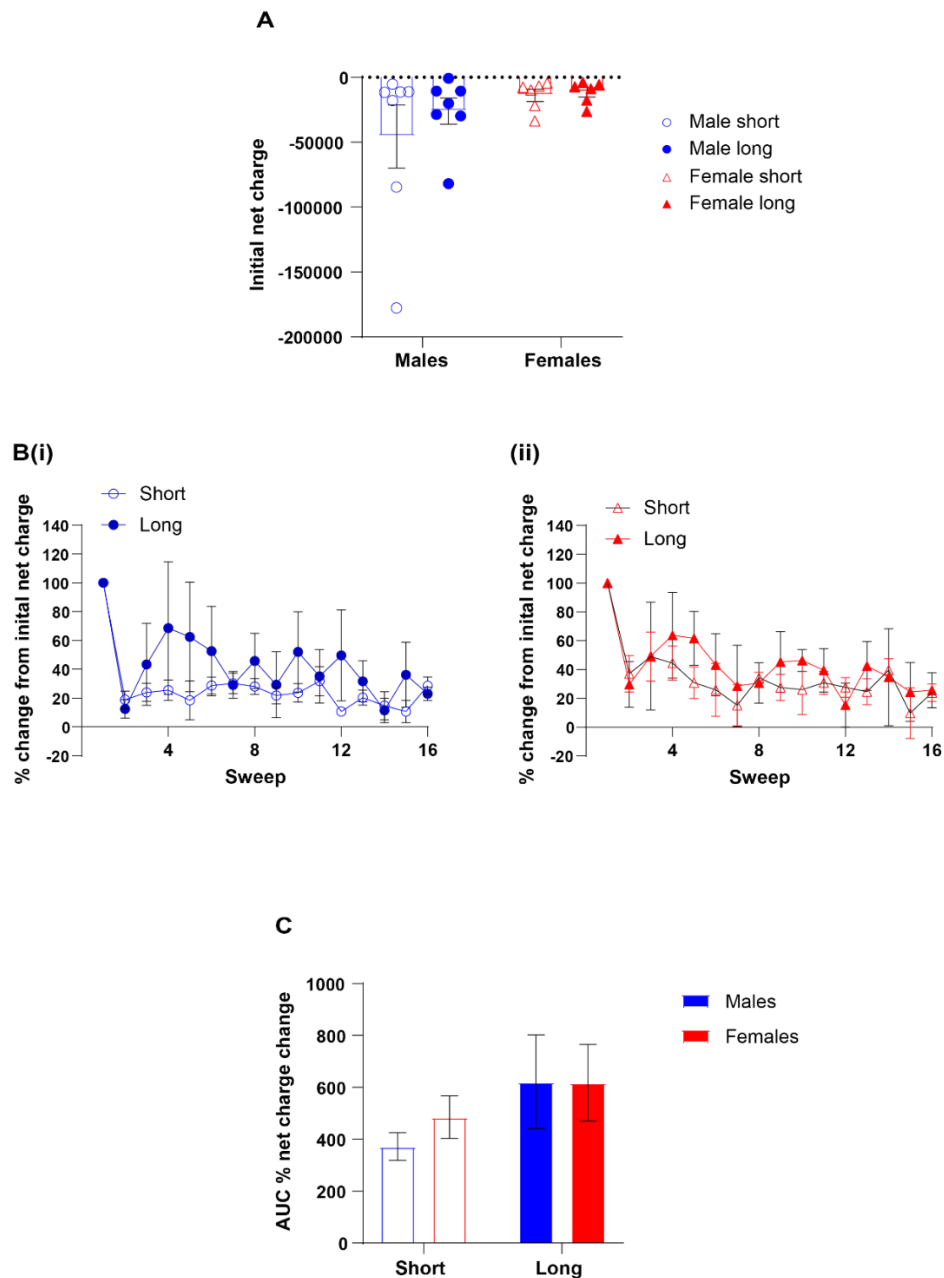 A
Initial net charge
0
-50000
-100000
-150000
-200000
Males
Females
Male short
Male long
Female short
Female long
B(i)
% change from inital net charge
Short
Long
140
120
100
80
60
40
20
0
-20
4
8
12
16
Sweep
(ii)
% change from inital net charge
Short
Long
140
120
100
80
60
40
20
0
-20
4
8
12
16
Sweep
C
AUC % net charge change
1000
800
600
400
200
0
Short
Long
Males
Females